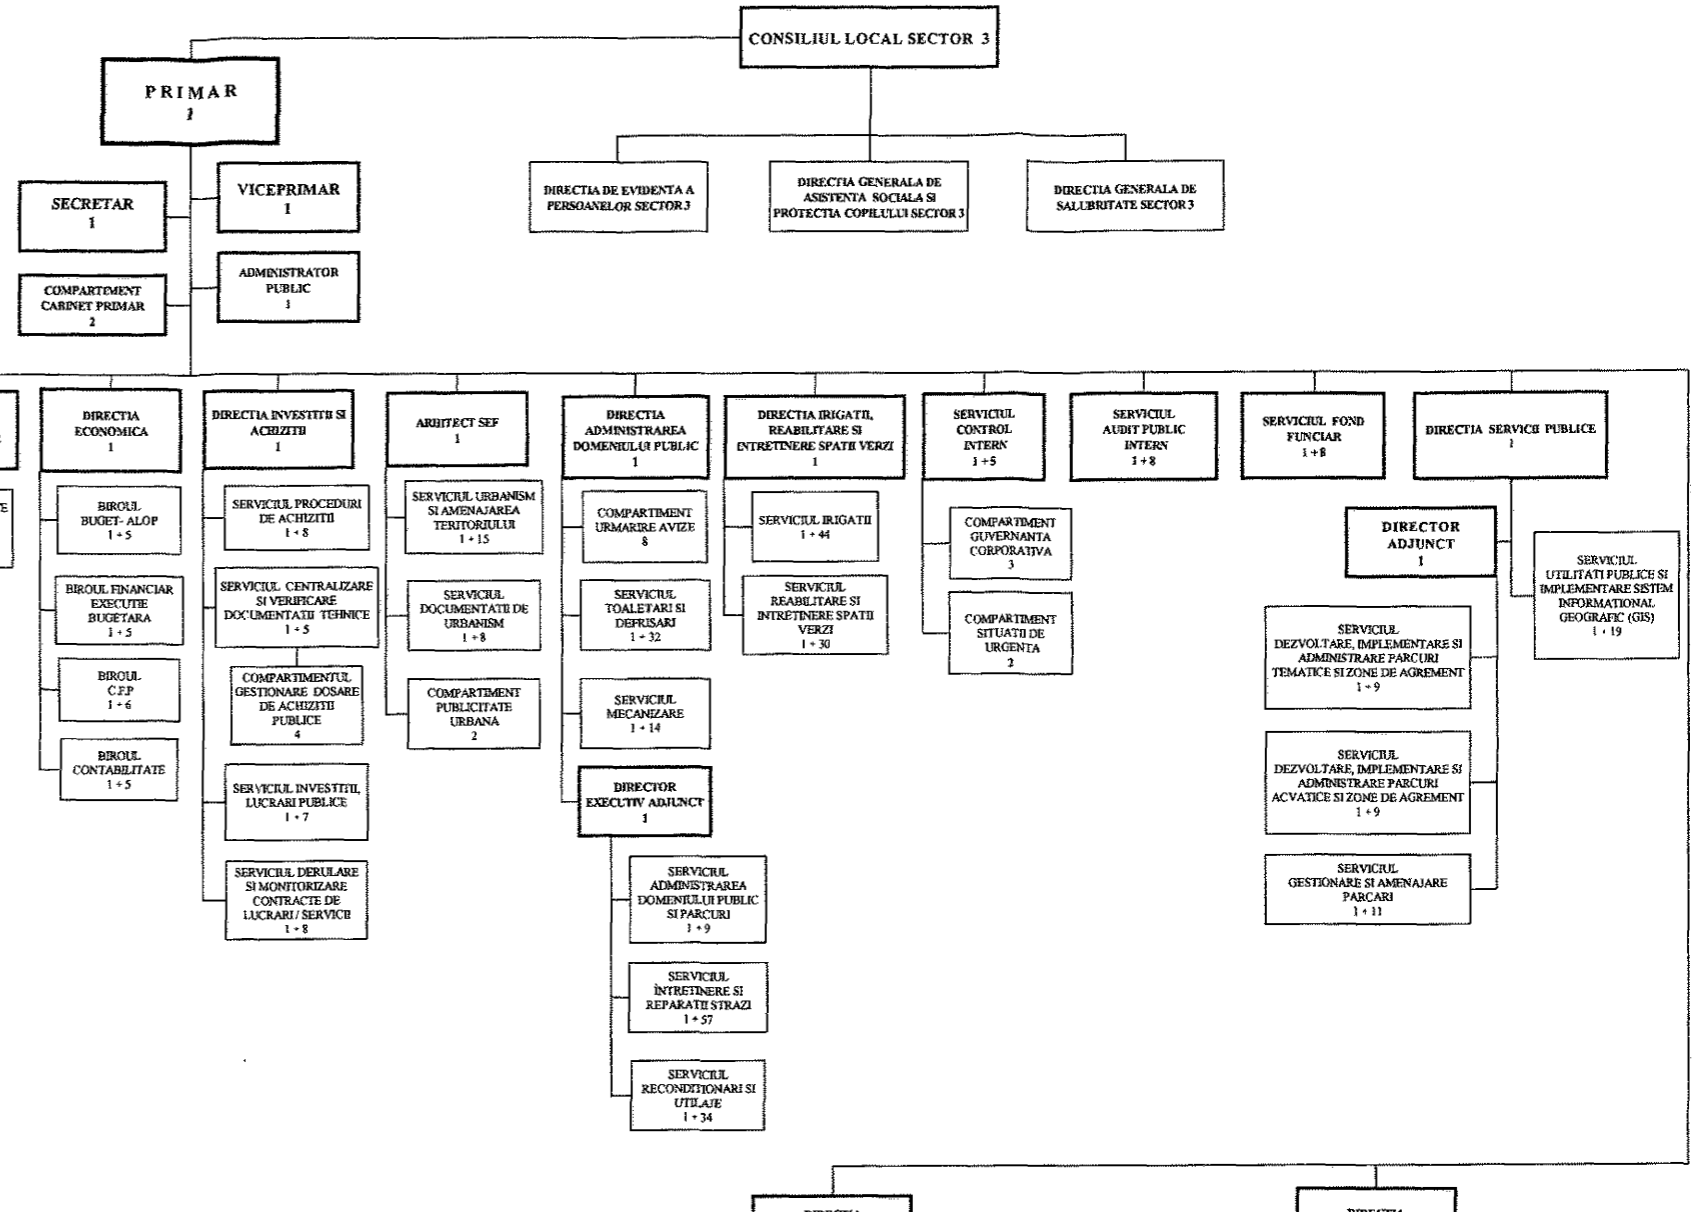 CONSILIUL LOCAL SECTOR 3
PRIMAR
1
SECRETAR
1
VICEPRIMAR
1
COMPARTIMENT
CABINET PRIMAR
2
ADMINISTRATOR
PUBLIC
1
DIRECTIA DE EVIDENTA A
PERSOANELOR SECTOR 3
DIRECTIA GENERALA DE
ASISTENTA SOCIALA SI
PROTECTIA COPILULUI SECTOR 3
DIRECTIA GENERALA DE
SALUBRITATE SECTOR 3
DIRECTIA
ECONOMICA
1
BIROUL
BUGET- ALOP
1 + 5
BIROUL FINANCIAR
EXECUTIE
BUGETARA
1 + 5
BIROUL
C.F.P
1 + 6
BIROUL
CONTABILITATE
1 + 5
DIRECTIA INVESTITII SI
ACHIZITII
1
SERVICIUL PROCEDURI
DE ACHIZITII
1 + 8
SERVICIUL CENTRALIZARE
SI VERIFICARE
DOCUMENTATII TEHNICE
1 + 5
COMPARTIMENTUL
GESTIONARE DOSARE
DE ACHIZITII
PUBLICE
4
SERVICIUL INVESTITII,
LUCRARI PUBLICE
1 + 7
SERVICIUL DERULARE
SI MONITORIZARE
CONTRACTE DE
LUCRARI / SERVICII
1 + 8
ARHITECT SEF
1
SERVICIUL URBANISM
SI AMENAJAREA
TERITORIULUI
1 + 15
SERVICIUL
DOCUMENTATII DE
URBANISM
1 + 8
COMPARTIMENT
PUBLICITATE
URBANA
2
DIRECTIA
ADMINISTRAREA
DOMENIULUI PUBLIC
1
COMPARTIMENT
URMARIRE AVIZE
8
SERVICIUL
TOALETARI SI
DEFRISARI
1 + 32
SERVICIUL
MECANIZARE
1 + 14
DIRECTOR
EXECUTIV ADJUNCT
1
SERVICIUL
ADMINISTRAREA
DOMENIULUI PUBLIC
SI PARCURI
1 + 9
SERVICIUL
ÎNTRETINERE SI
REPARATII STRAZI
1 + 57
SERVICIUL
RECONDITIONARI SI
UTILAJE
1 + 34
DIRECTIA IRIGATII,
REABILITARE SI
INTRETINERE SPATII VERZI
1
SERVICIUL IRIGATII
1 + 44
SERVICIUL
REABILITARE SI
INTRETINERE SPATII
VERZI
1 + 30
SERVICIUL
CONTROL
INTERN
1 +5
COMPARTIMENT
GUVERNANTA
CORPORATIVA
3
COMPARTIMENT
SITUATII DE
URGENTA
2
SERVICIUL
AUDIT PUBLIC
INTERN
1 +8
SERVICIUL FOND
FUNCIAR
1 +8
DIRECTIA SERVICII PUBLICE
1
DIRECTOR
ADJUNCT
1
SERVICIUL
DEZVOLTARE, IMPLEMENTARE SI
ADMINISTRARE PARCURI
TEMATICE SI ZONE DE AGREMENT
1 + 9
SERVICIUL
DEZVOLTARE, IMPLEMENTARE SI
ADMINISTRARE PARCURI
ACVATICE SI ZONE DE AGREMENT
1 + 9
SERVICIUL
GESTIONARE SI AMENAJARE
PARCARI
1 + 11
SERVICIUL
UTILITATI PUBLICE SI
IMPLEMENTARE SISTEM
INFORMATIONAL
GEOGRAFIC (GIS)
1 + 19